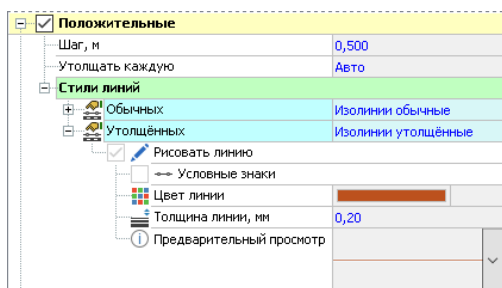 Положительные
Шаг, м 0,500
Утолщать каждую Авто
Стили линий
Обычных Изолинии обычные
Утолщённых Изолинии утолщённые
Рисовать линию
Условные знаки
Цвет линии
Толщина линии, мм 0,20
Предварительный просмотр